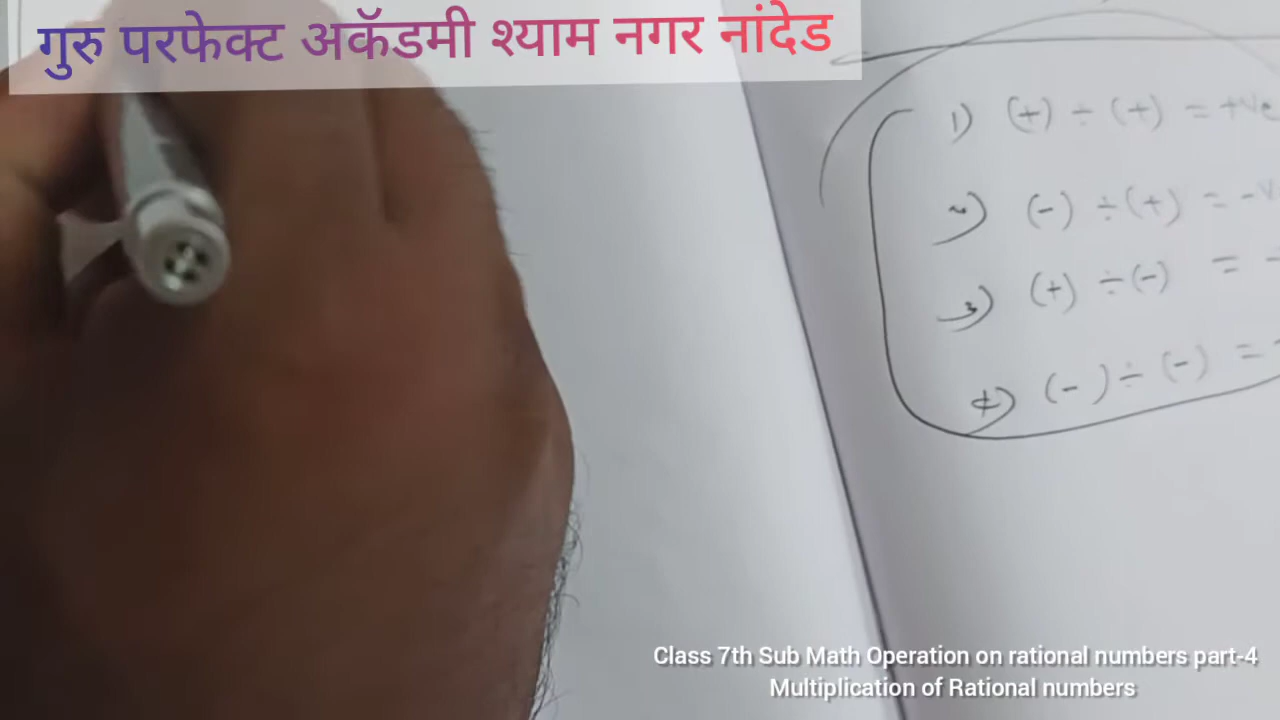 गुरु परफेक्ट अकॅडमी श्याम नगर नांदेड
1) (+) ÷ (+) = +ve
2) (-) ÷ (+) = -v
3) (+) ÷ (-) = -
4) (-) ÷ (-) = +
Class 7th Sub Math Operation on rational numbers part-4
Multiplication of Rational numbers